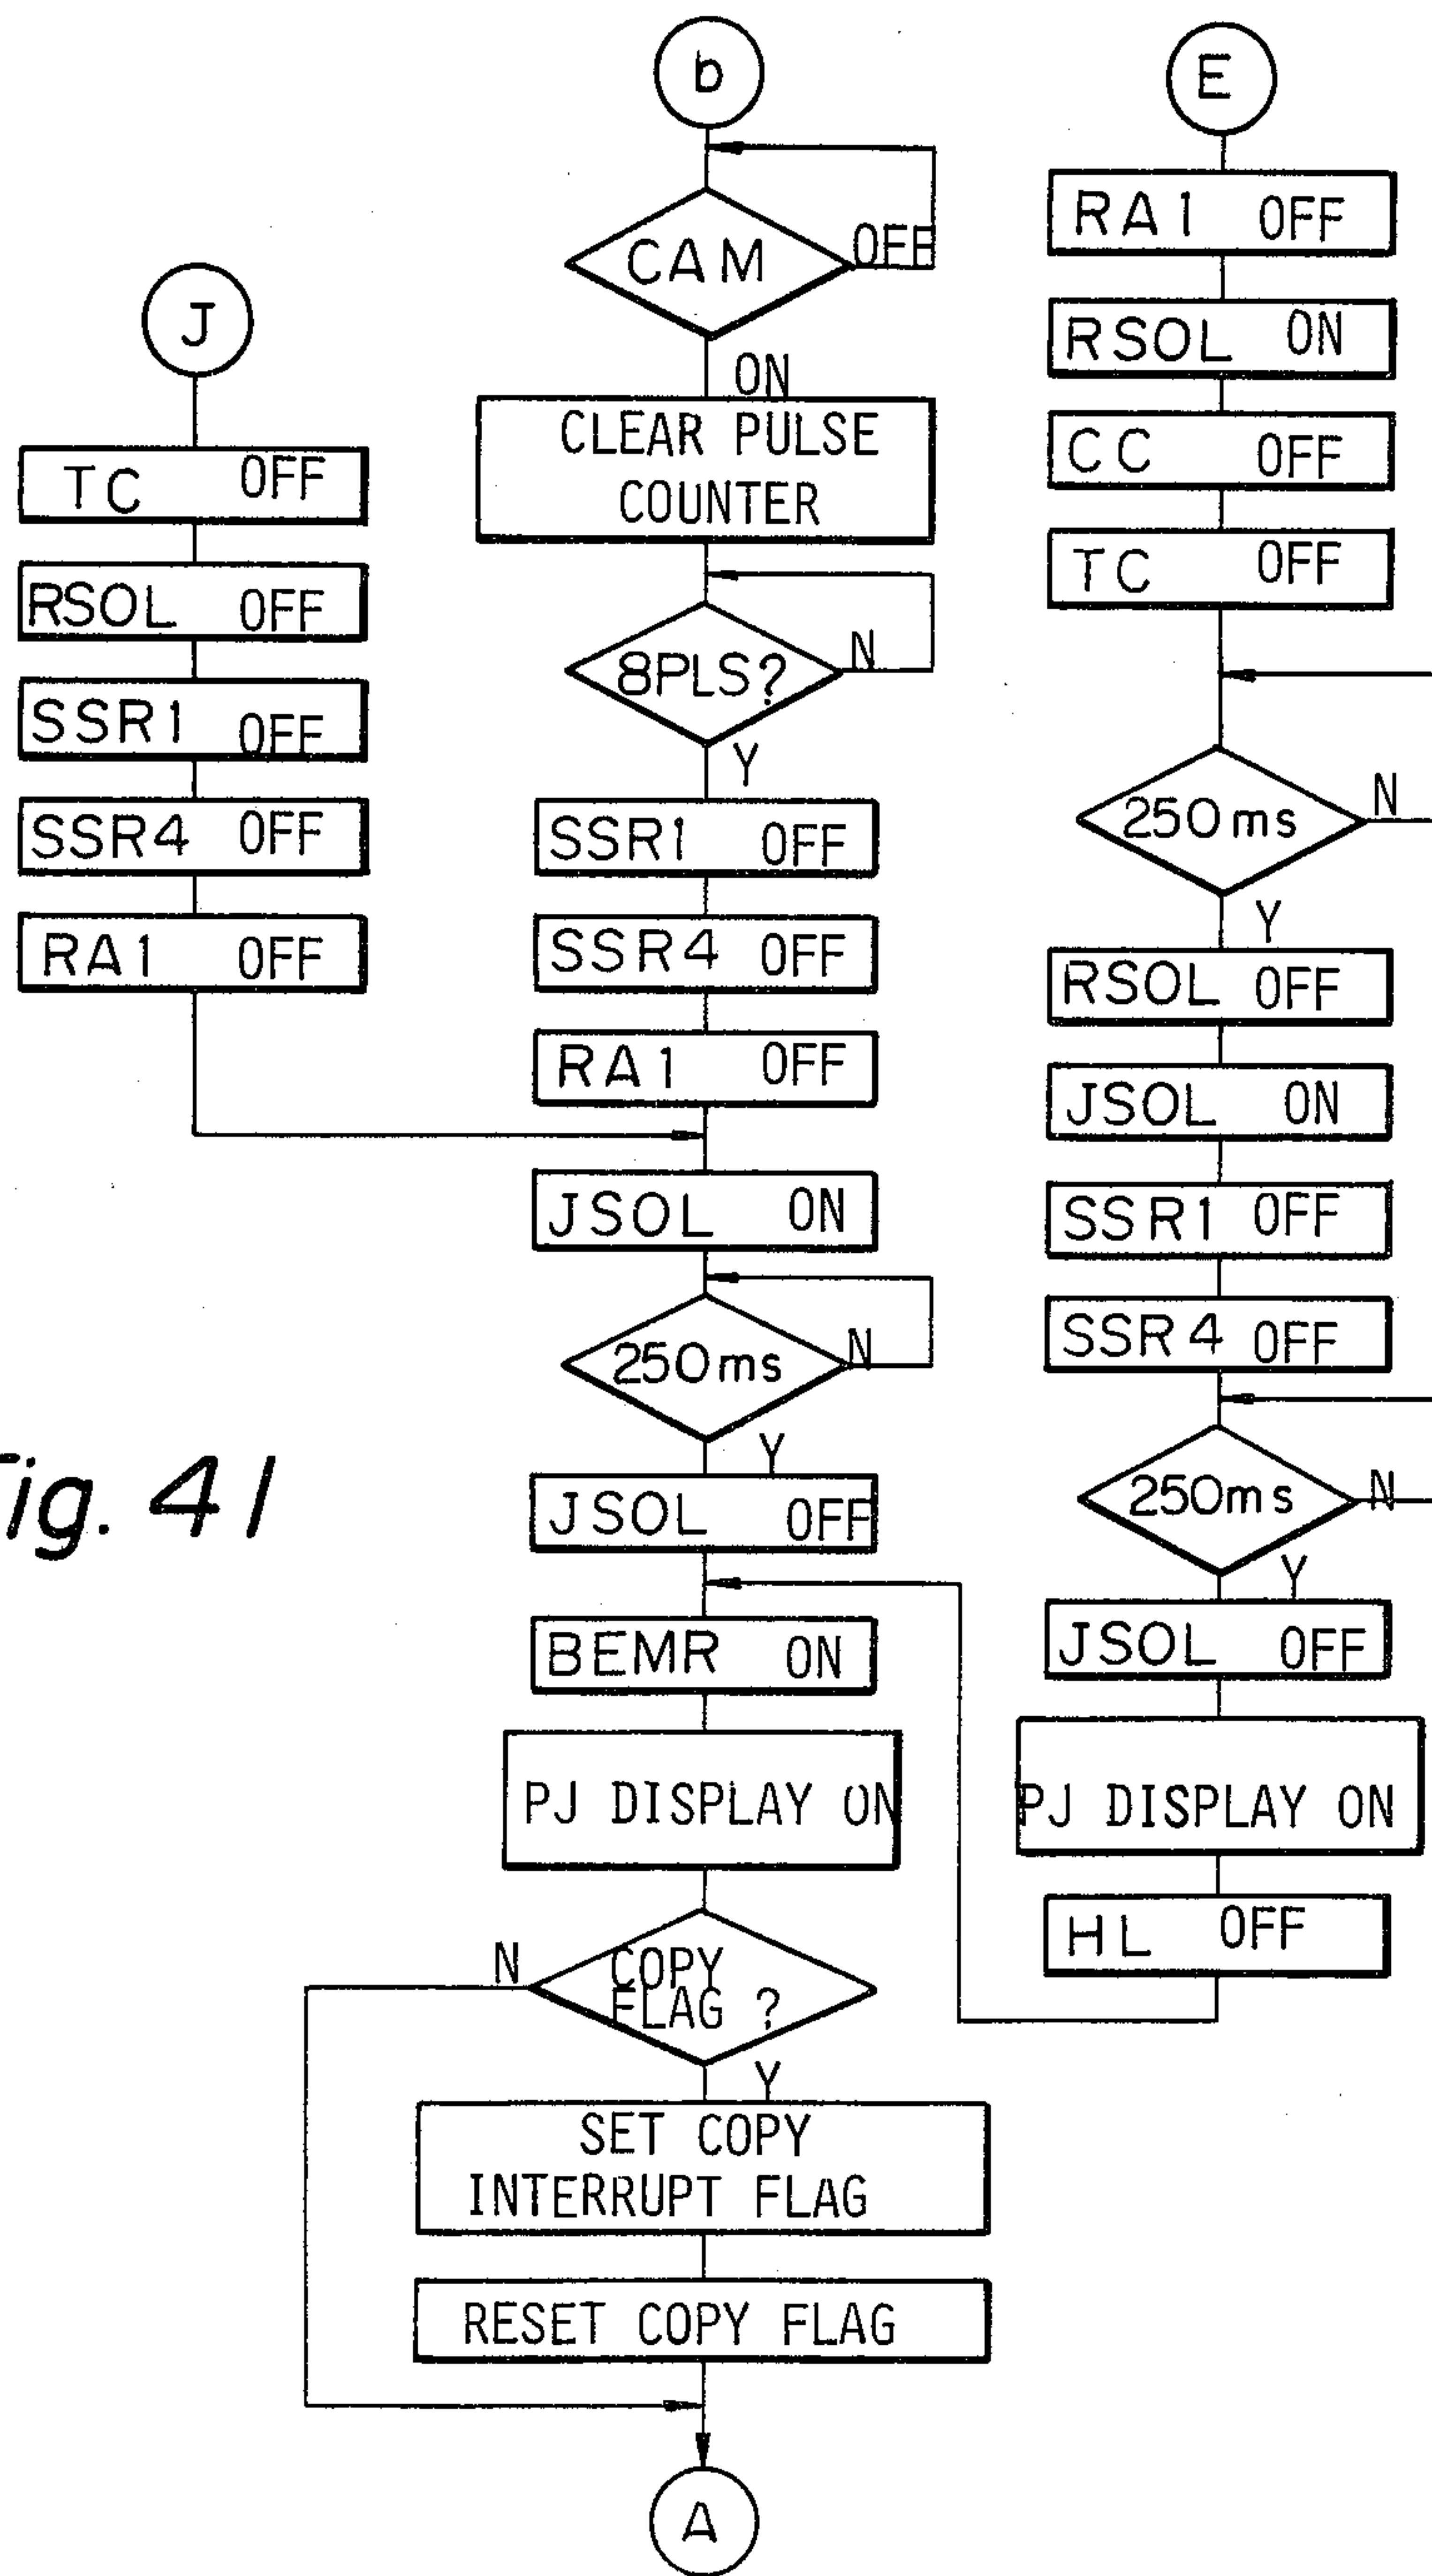 J
TC OFF
RSOL OFF
SSR1 OFF
SSR4 OFF
RA1 OFF
b
CAM OFF
ON
CLEAR PULSE
COUNTER
8PLS? N
Y
SSR1 OFF
SSR4 OFF
RA1 OFF
JSOL ON
250ms N
Y
JSOL OFF
BEMR ON
PJ DISPLAY ON
N COPY
FLAG ?
Y
SET COPY
INTERRUPT FLAG
RESET COPY FLAG
A
E
RA1 OFF
RSOL ON
CC OFF
TC OFF
250ms N
Y
RSOL OFF
JSOL ON
SSR1 OFF
SSR4 OFF
250ms N
Y
JSOL OFF
PJ DISPLAY ON
HL OFF
Fig. 41